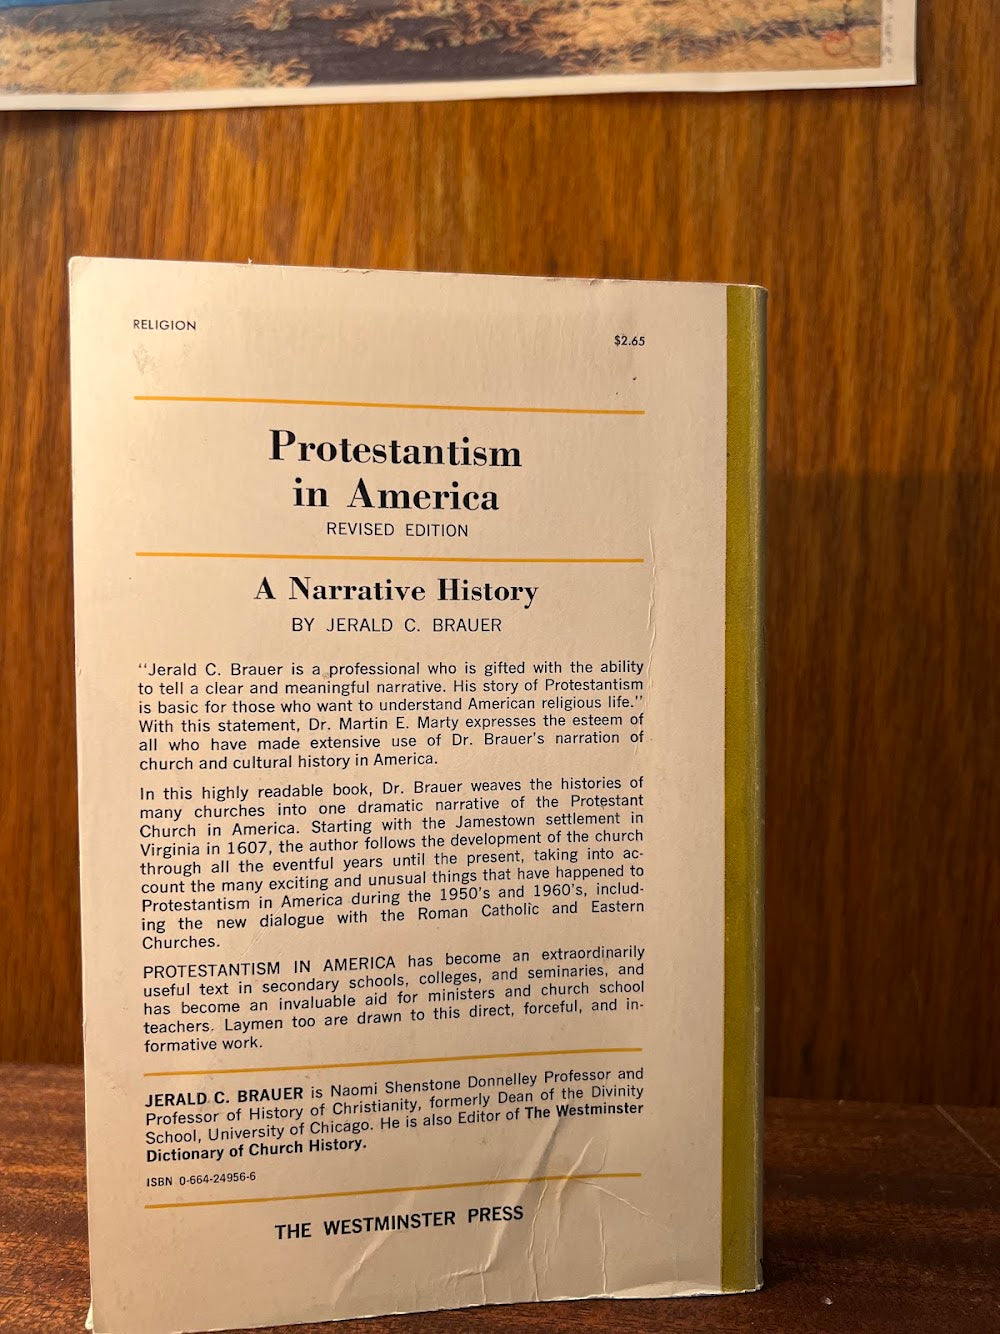 RELIGION
$2.65
Protestantism
in America
REVISED EDITION
A Narrative History
BY JERALD C. BRAUER
“Jerald C. Brauer is a professional who is gifted with the ability
to tell a clear and meaningful narrative. His story of Protestantism
is basic for those who want to understand American religious life.”
With this statement, Dr. Martin E. Marty expresses the esteem of
all who have made extensive use of Dr. Brauer's narration of
church and cultural history in America.
In this highly readable book, Dr. Brauer weaves the histories of
many churches into one dramatic narrative of the Protestant
Church in America. Starting with the Jamestown settlement in
Virginia in 1607, the author follows the development of the church
through all the eventful years until the present, taking into ac-
count the many exciting and unusual things that have happened to
Protestantism in America during the 1950's and 1960's, includ-
ing the new dialogue with the Roman Catholic and Eastern
Churches.
PROTESTANTISM IN AMERICA has become an extraordinarily
useful text in secondary schools, colleges, and seminaries, and
has become an invaluable aid for ministers and church school
teachers. Laymen too are drawn to this direct, forceful, and in-
formative work.
JERALD C. BRAUER is Naomi Shenstone Donnelley Professor and
Professor of History of Christianity, formerly Dean of the Divinity
School, University of Chicago. He is also Editor of The Westminster
Dictionary of Church History.
ISBN 0-664-24956-6
THE WESTMINSTER PRESS